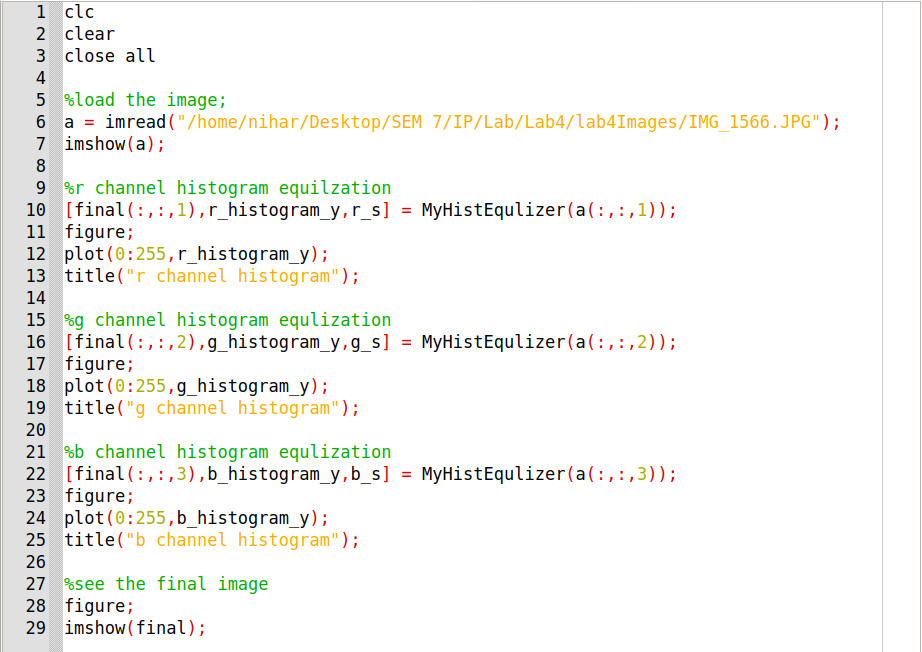 1 clc
2 clear
3 close all
4
5 %load the image;
6 a = imread("/home/nihar/Desktop/SEM 7/IP/Lab/Lab4/lab4Images/IMG_1566.JPG");
7 imshow(a);
8
9 %r channel histogram equilzation
10 [final(:,:,1),r_histogram_y,r_s] = MyHistEqulizer(a(:,:,1));
11 figure;
12 plot(0:255,r_histogram_y);
13 title("r channel histogram");
14
15 %g channel histogram equlization
16 [final(:,:,2),g_histogram_y,g_s] = MyHistEqulizer(a(:,:,2));
17 figure;
18 plot(0:255,g_histogram_y);
19 title("g channel histogram");
20
21 %b channel histogram equlization
22 [final(:,:,3),b_histogram_y,b_s] = MyHistEqulizer(a(:,:,3));
23 figure;
24 plot(0:255,b_histogram_y);
25 title("b channel histogram");
26
27 %see the final image
28 figure;
29 imshow(final);